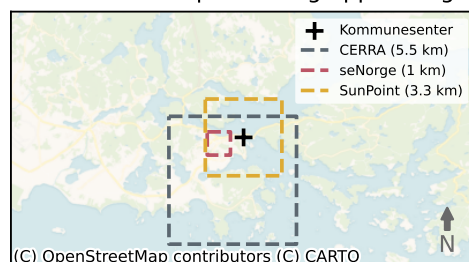 Kommunesenter
CERRA (5.5 km)
seNorge (1 km)
SunPoint (3.3 km)
N
(C) OpenStreetMap contributors (C) CARTO